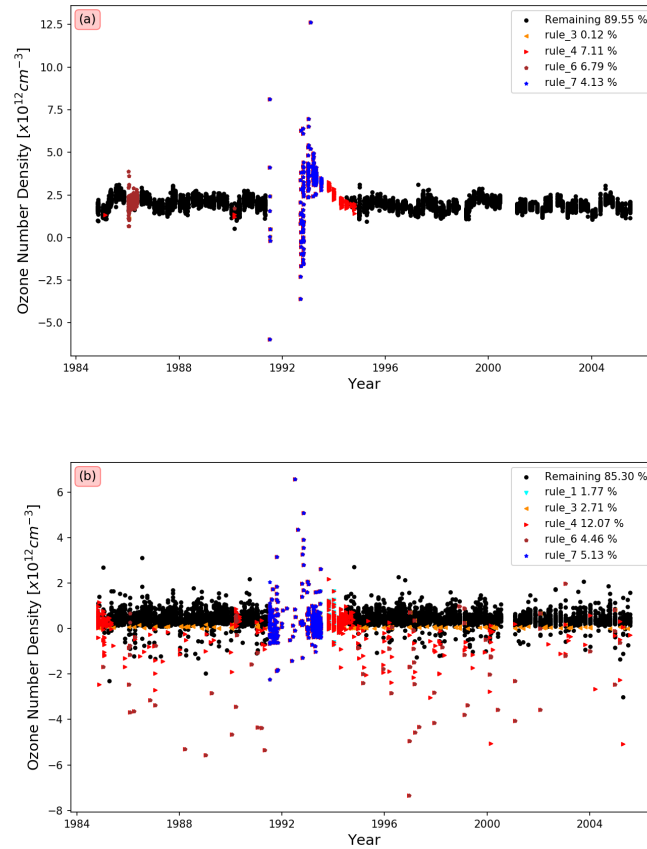 (a)
Remaining 89.55 %
rule_3 0.12 %
rule_4 7.11 %
rule_6 6.79 %
rule_7 4.13 %
12.5
10.0
7.5
5.0
2.5
0.0
−2.5
−5.0
Ozone Number Density [x10¹²cm⁻³]
1984
1988
1992
1996
2000
2004
Year
(b)
Remaining 85.30 %
rule_1 1.77 %
rule_3 2.71 %
rule_4 12.07 %
rule_6 4.46 %
rule_7 5.13 %
6
4
2
0
−2
−4
−6
−8
Ozone Number Density [x10¹²cm⁻³]
1984
1988
1992
1996
2000
2004
Year